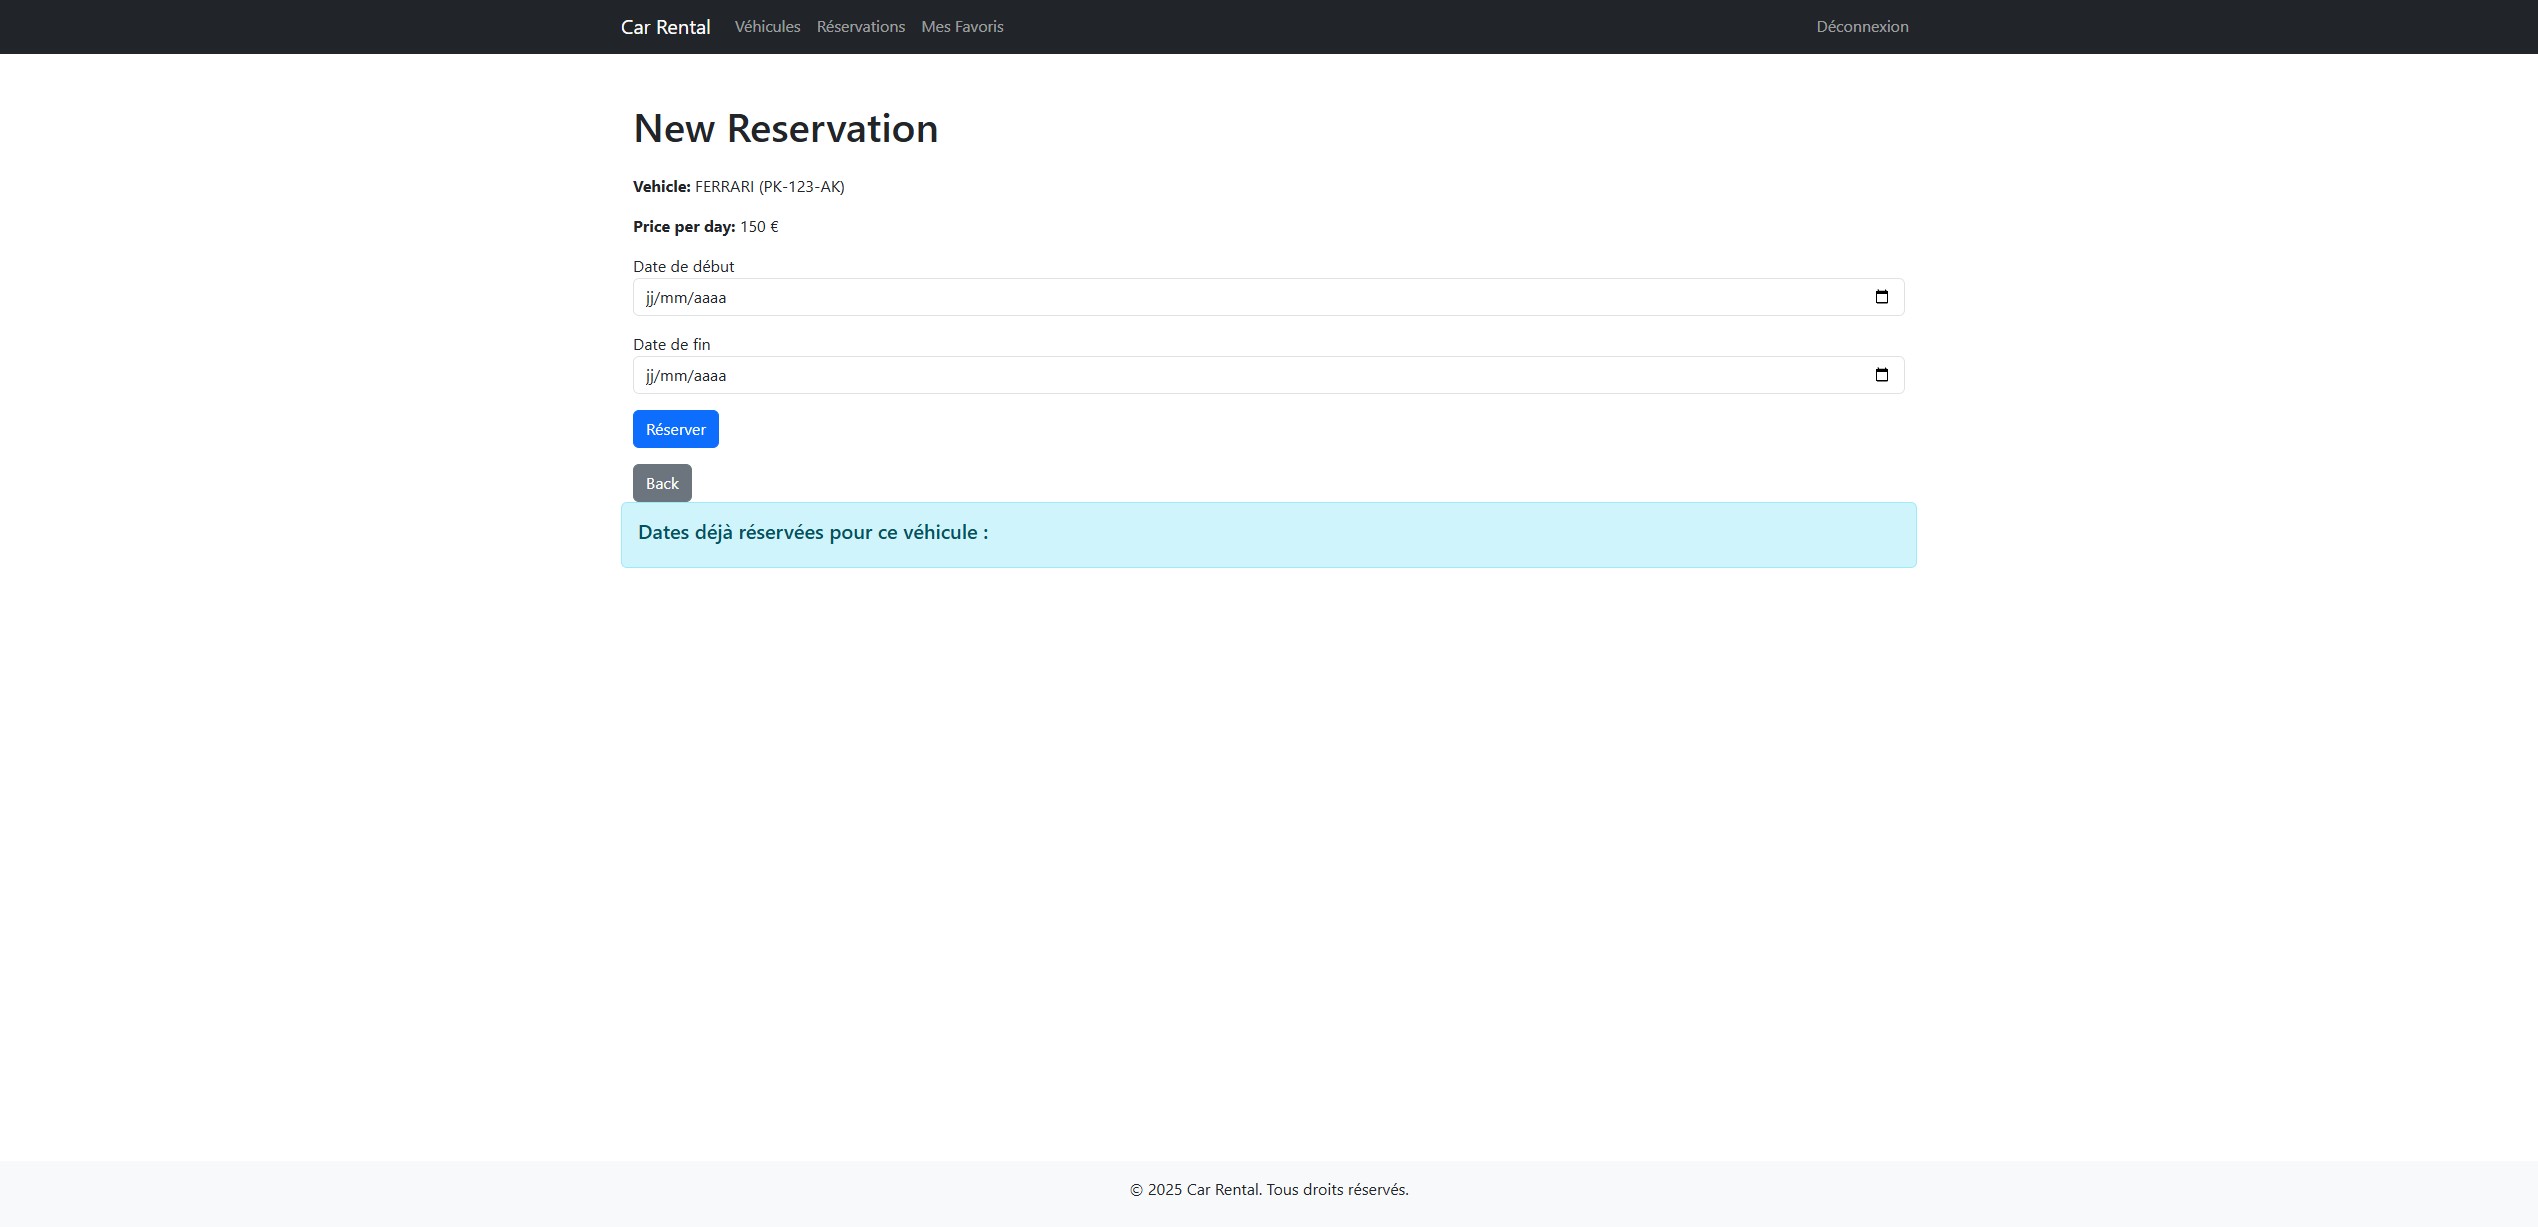 Car Rental Véhicules Réservations Mes Favoris Déconnexion
New Reservation
Vehicle: FERRARI (PK-123-AK)
Price per day: 150 €
Date de début
jj/mm/aaaa
Date de fin
jj/mm/aaaa
Réserver
Back
Dates déjà réservées pour ce véhicule :
© 2025 Car Rental. Tous droits réservés.